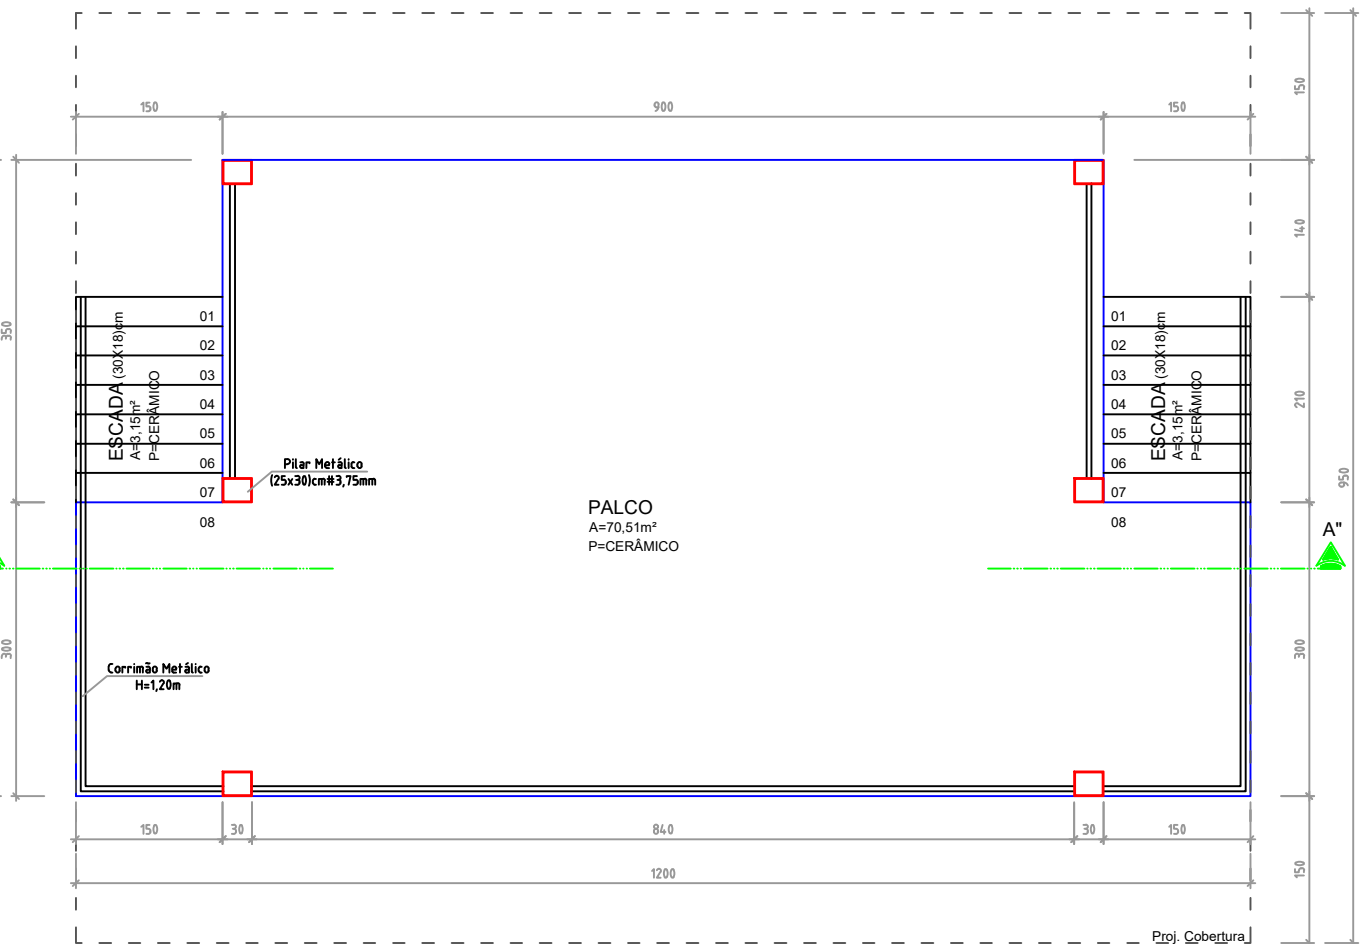 150
900
150
150
140
350
210
950
300
300
150
01
02
03
04
05
06
07
08
ESCADA (30X18)cm
A=3,15m²
P=CERÂMICO
01
02
03
04
05
06
07
08
ESCADA (30X18)cm
A=3,15m²
P=CERÂMICO
Pilar Metálico
(25x30)cm#3,75mm
PALCO
A=70,51m²
P=CERÂMICO
A"
Corrimão Metálico
H=1,20m
150
30
840
30
150
1200
Proj. Cobertura